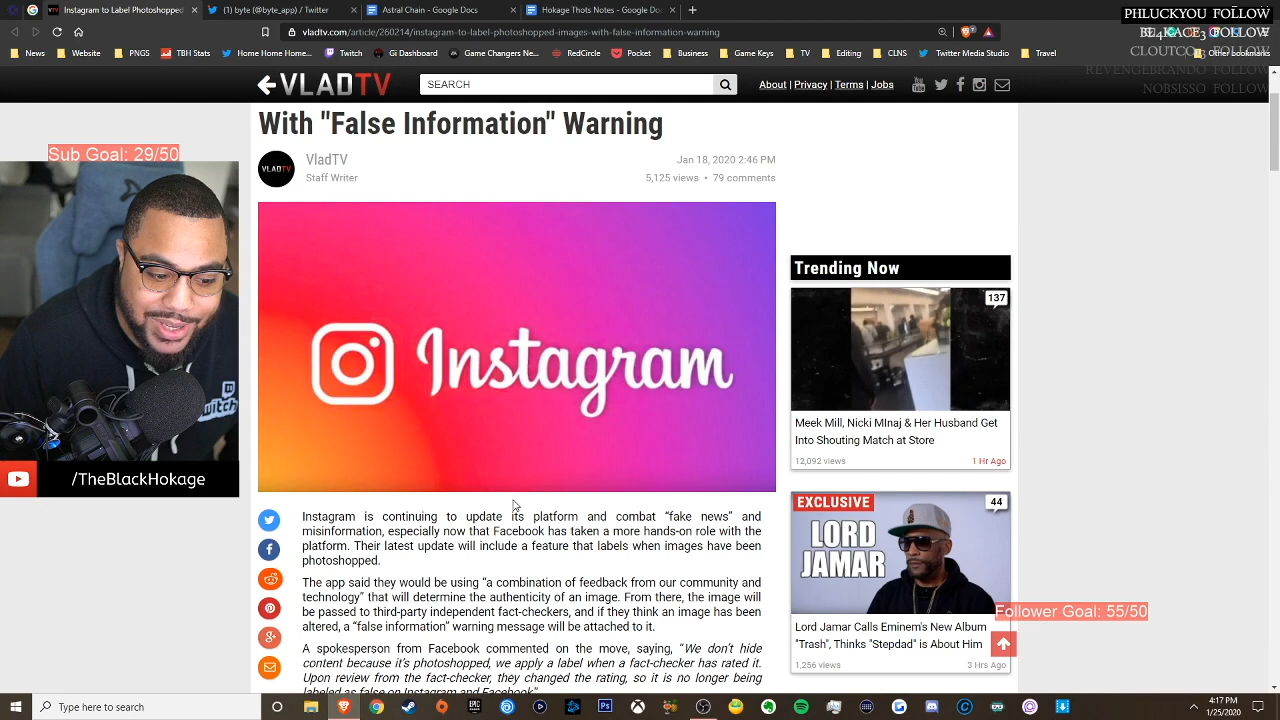 Instagram to Label Photoshopped
(1) byte (@byte_app) / Twitter
Astral Chain - Google Docs
Hokage Thots Notes - Google Doc
PHLUCKYOU FOLLOW
vladtv.com/article/260214/instagram-to-label-photoshopped-images-with-false-information-warning
CLOUTCO FOLLOW
News
Website
PNGS
TBH Stats
Home Home Home...
Twitch
Gi Dashboard
Game Changers Ne...
RedCircle
Pocket
Business
Game Keys
TV
Editing
CLNS
Twitter Stuff
Travel
Other bookmarks
REVENGEBRANDO FOLLOW
NOBSISSO FOLLOW
VLADTV
SEARCH
About | Privacy | Terms | Jobs
With "False Information" Warning
Sub Goal: 29/50
VLADTV
VladTV
Staff Writer
Jan 18, 2020 2:46 PM
5,125 views • 79 comments
Instagram
Trending Now
137
Meek Mill, Nicki MInaj & Her Husband Get
Into Shouting Match at Store
12,092 views
1 Hr Ago
twitch
/TheBlackHokage
EXCLUSIVE
44
LORD
JAMAR
Follower Goal: 55/50
Lord Jamar Calls Eminem's New Album
"Trash", Thinks "Stepdad" is About Him
1,256 views
3 Hrs Ago
Instagram is continuing to update its platform and combat “fake news” and
misinformation, especially now that Facebook has taken a more hands-on role with the
platform. Their latest update will include a feature that labels when images have been
photoshopped.
The app said they would be using “a combination of feedback from our community and
technology” that will determine the authenticity of an image. From there, the image will
be passed to third-party independent fact-checkers, and if they think an image has been
altered, a “false information” warning message will be attached to it.
A spokesperson from Facebook commented on the move, saying, “We don’t hide
content because it’s photoshopped, we apply a label when a fact-checker has rated it.
Upon review from the fact-checker, they changed the rating, so it is no longer being
labeled as false on Instagram and Facebook”
Type here to search
4:17 PM
1/25/2020